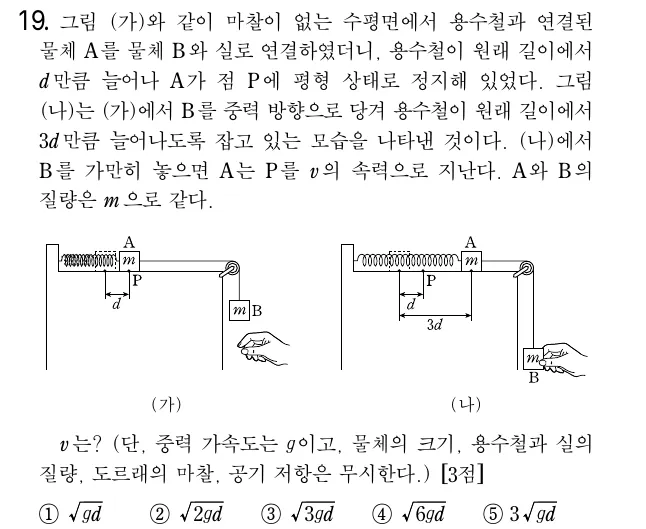 19. 그림 (가)와 같이 마찰이 없는 수평면에서 용수철과 연결된
물체 A를 물체 B와 실로 연결하였더니, 용수철이 원래 길이에서
d만큼 늘어나 A가 점 P에 평형 상태로 정지해 있었다. 그림
(나)는 (가)에서 B를 중력 방향으로 당겨 용수철이 원래 길이에서
3d만큼 늘어나도록 잡고 있는 모습을 나타낸 것이다. (나)에서
B를 가만히 놓으면 A는 P를 v의 속력으로 지난다. A와 B의
질량은 m으로 같다.
A
m
P
d
m B
(가)
A
m
P
d
3d
m
B
(나)
v는? (단, 중력 가속도는 g이고, 물체의 크기, 용수철과 실의
질량, 도르래의 마찰, 공기 저항은 무시한다.) [3점]
① √gd ② √2gd ③ √3gd ④ √6gd ⑤ 3√gd